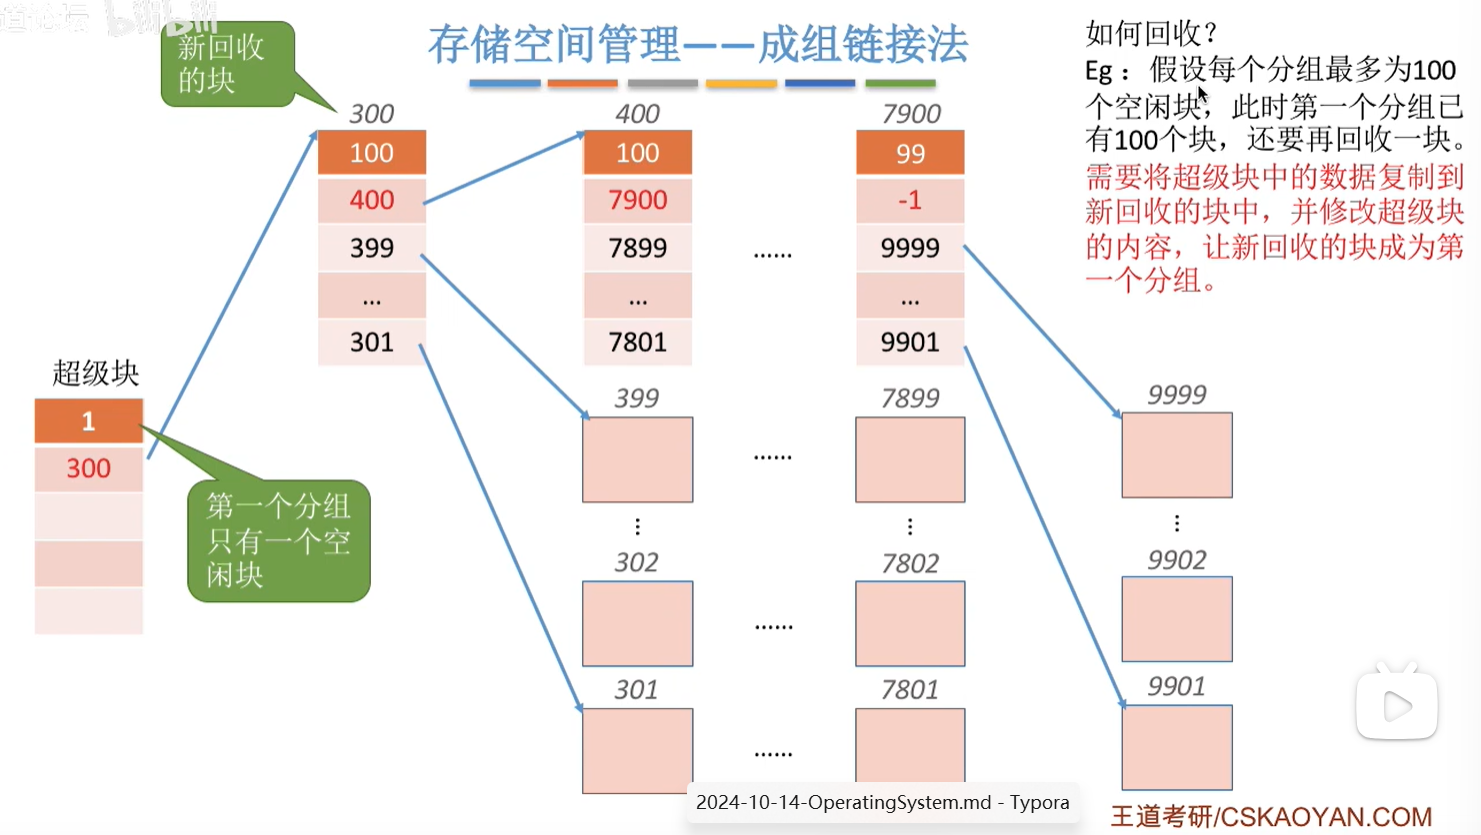 道论坛 bilibili
存储空间管理——成组链接法
如何回收？
Eg： 假设每个分组最多为100
个空闲块，此时第一个分组已
有100个块，还要再回收一块。
需要将超级块中的数据复制到
新回收的块中，并修改超级块
的内容，让新回收的块成为第
一个分组。
新回收
的块
300
100
400
399
...
301
400
100
7900
7899
...
7801
......
7900
99
-1
9999
...
9901
超级块
1
300
第一个分组
只有一个空
闲块
399
......
7899
9999
⋮
⋮
⋮
302
......
7802
9902
301
......
7801
9901
2024-10-14-OperatingSystem.md - Typora
王道考研/CSKAOYAN.COM